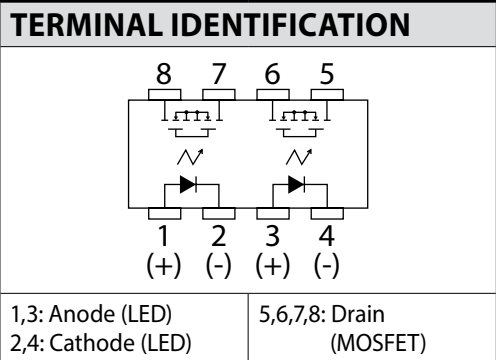 TERMINAL IDENTIFICATION
8 7 6 5
1 2 3 4
(+) (-) (+) (-)
1,3: Anode (LED)
2,4: Cathode (LED)
5,6,7,8: Drain
(MOSFET)